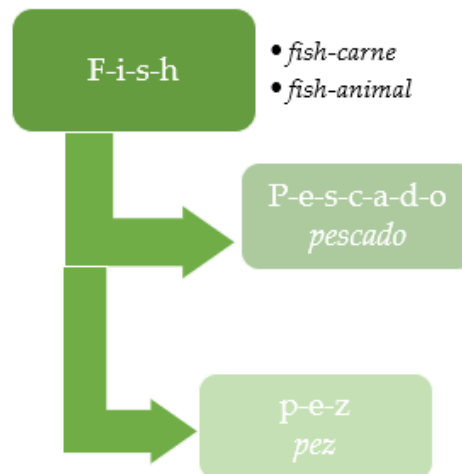 F-i-s-h
• fish-carne
• fish-animal
P-e-s-c-a-d-o
pescado
p-e-z
pez